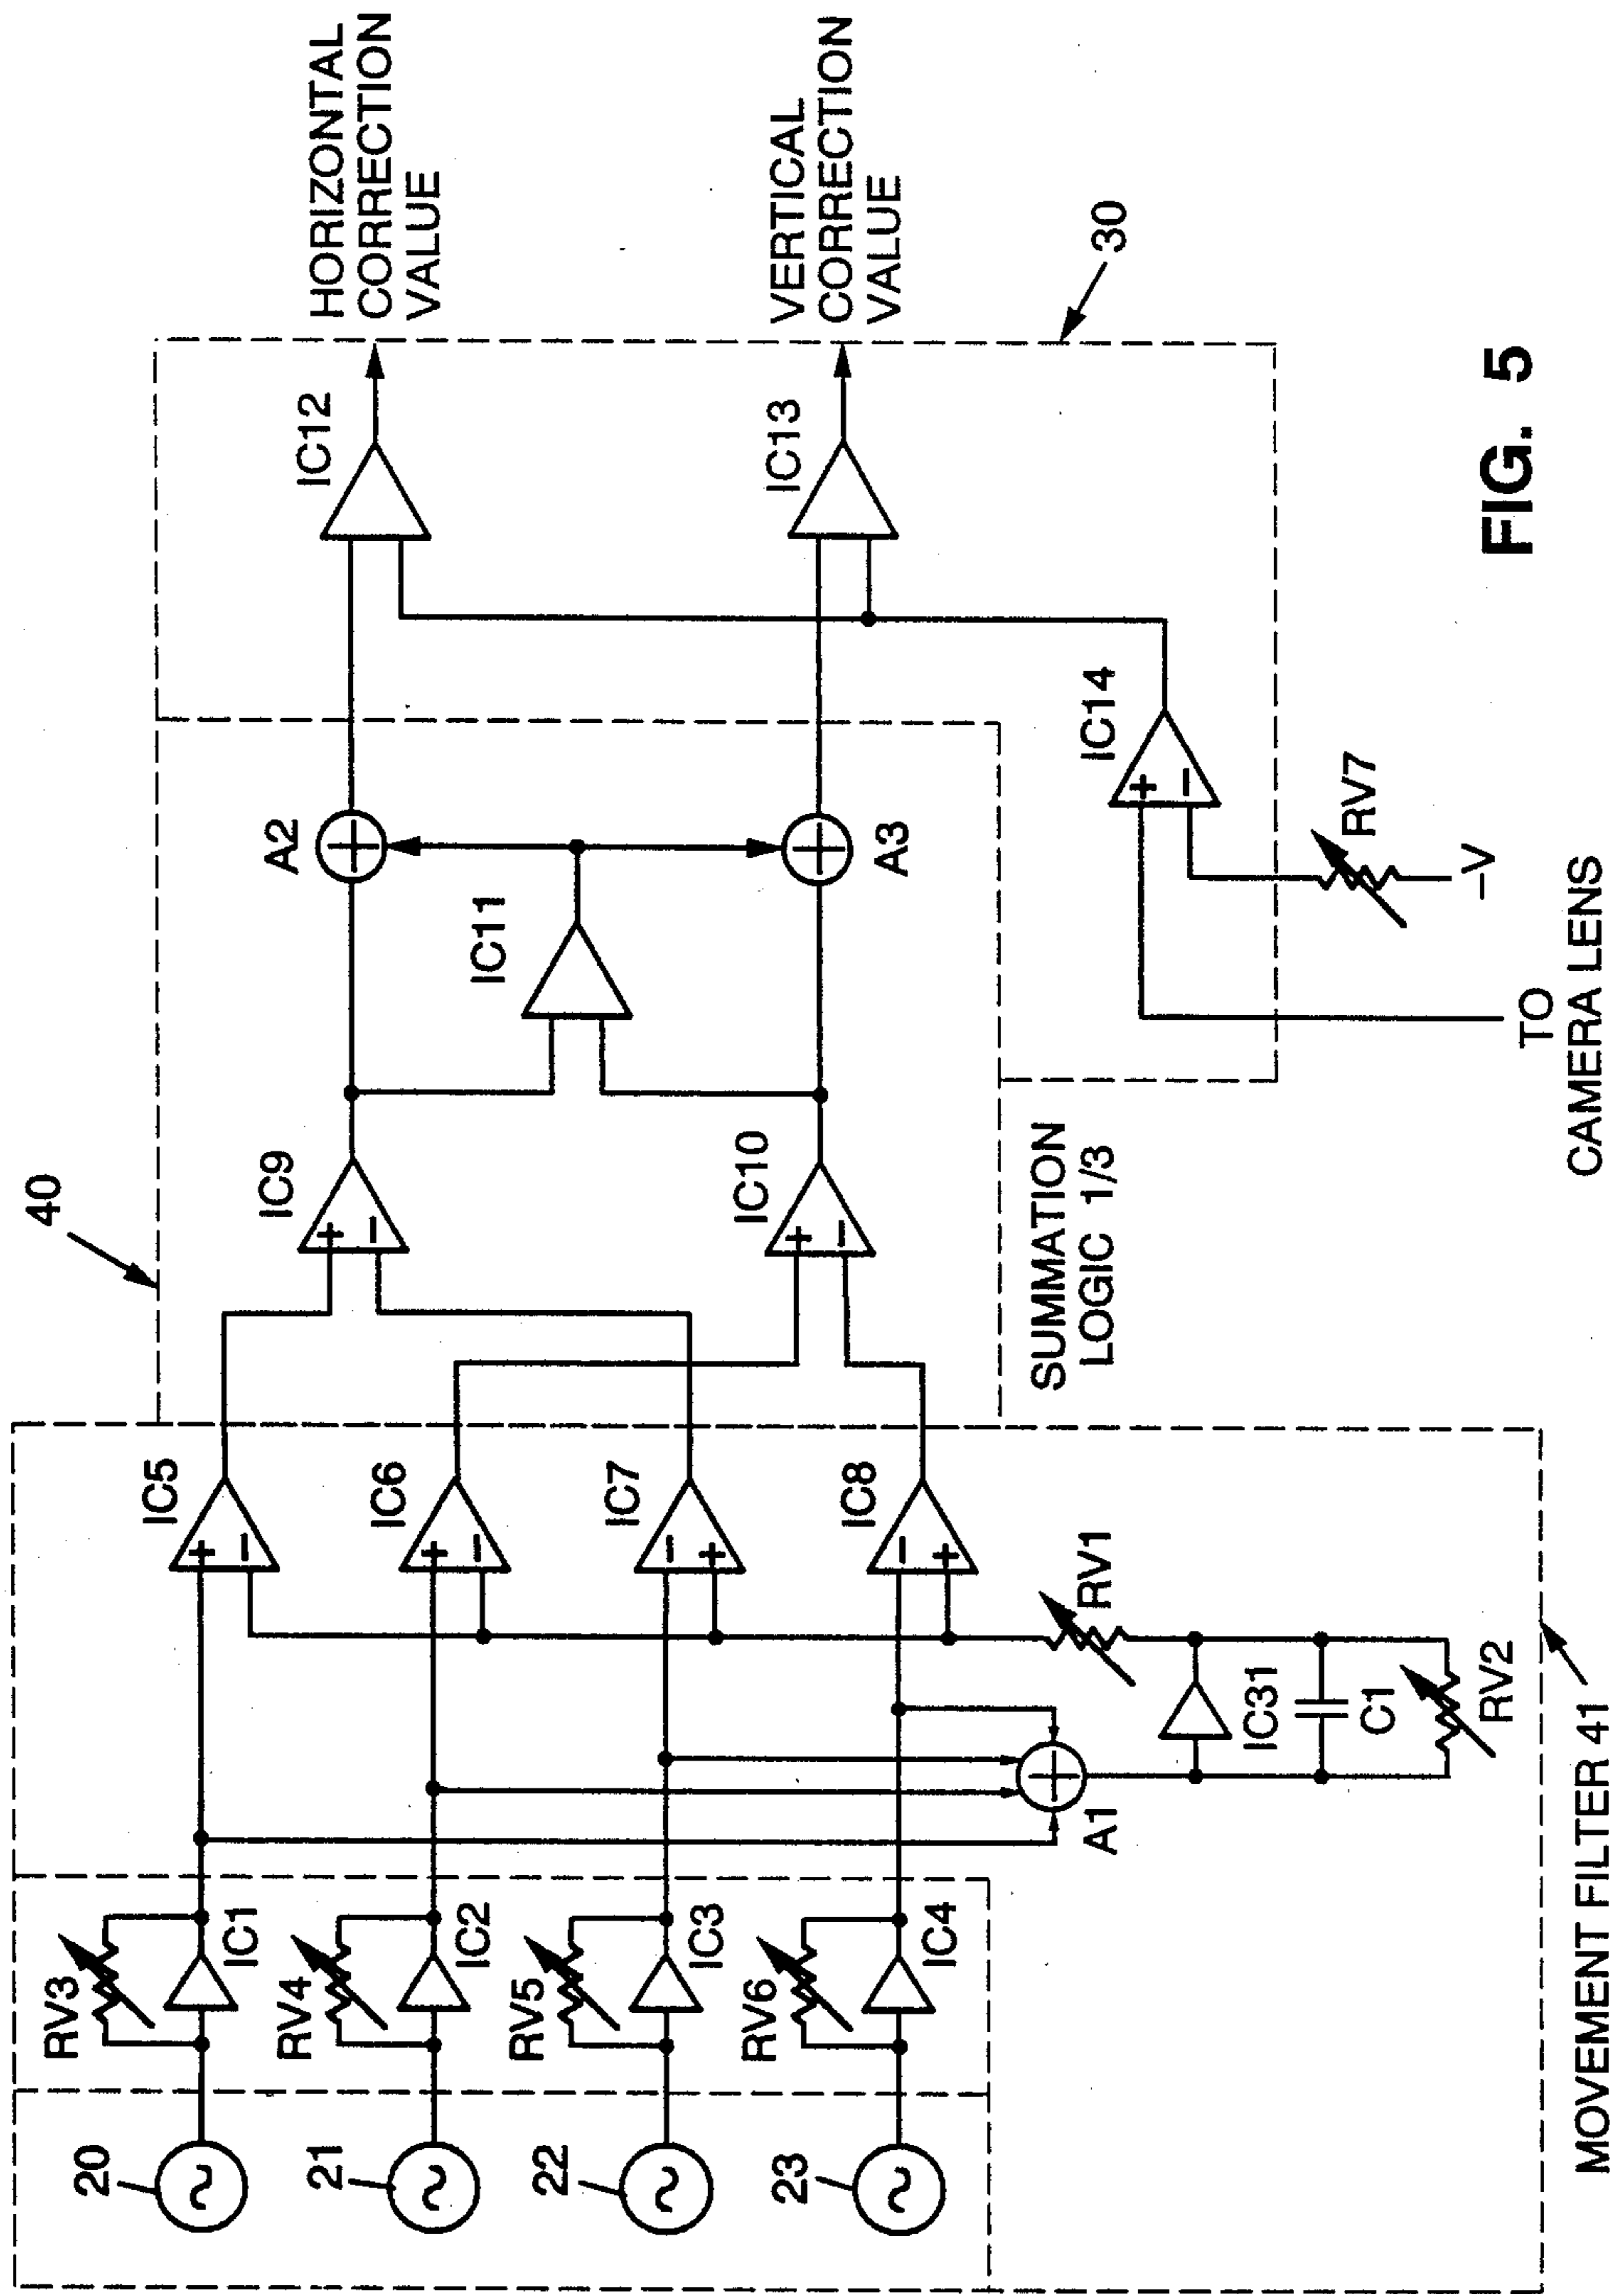 40
HORIZONTAL
CORRECTION
VALUE
VERTICAL
CORRECTION
VALUE
30
20
21
22
23
RV3
IC1
RV4
IC2
RV5
IC3
RV6
IC4
IC5
+
−
IC6
+
−
IC7
−
+
IC8
−
+
A1
RV1
IC31
C1
RV2
MOVEMENT FILTER 41
IC9
+
−
IC10
+
−
IC11
A2
A3
SUMMATION
LOGIC 1/3
IC12
IC13
IC14
+
−
RV7
−V
TO
CAMERA LENS
FIG. 5